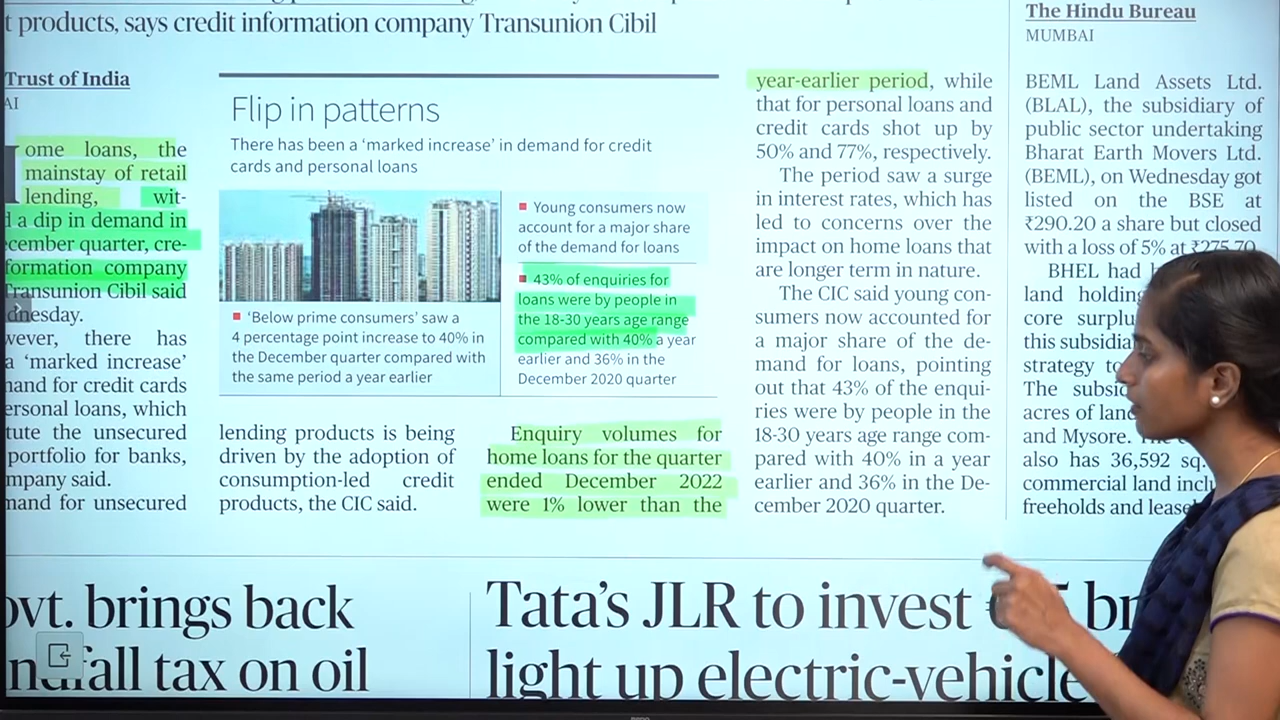 t products, says credit information company Transunion Cibil
Trust of India
AI
ome loans, the
mainstay of retail
lending, wit-
d a dip in demand in
cember quarter, cre-
formation company
Transunion Cibil said
dnesday.
wever, there has
a ‘marked increase’
mand for credit cards
ersonal loans, which
tute the unsecured
portfolio for banks,
mpany said.
mand for unsecured
Flip in patterns
There has been a ‘marked increase’ in demand for credit
cards and personal loans
‘Below prime consumers’ saw a
4 percentage point increase to 40% in
the December quarter compared with
the same period a year earlier
Young consumers now
account for a major share
of the demand for loans
43% of enquiries for
loans were by people in
the 18-30 years age range
compared with 40% a year
earlier and 36% in the
December 2020 quarter
lending products is being
driven by the adoption of
consumption-led credit
products, the CIC said.
Enquiry volumes for
home loans for the quarter
ended December 2022
were 1% lower than the
year-earlier period, while
that for personal loans and
credit cards shot up by
50% and 77%, respectively.
The period saw a surge
in interest rates, which has
led to concerns over the
impact on home loans that
are longer term in nature.
The CIC said young con-
sumers now accounted for
a major share of the de-
mand for loans, pointing
out that 43% of the enqui-
ries were by people in the
18-30 years age range com-
pared with 40% in a year
earlier and 36% in the De-
cember 2020 quarter.
The Hindu Bureau
MUMBAI
BEML Land Assets Ltd.
(BLAL), the subsidiary of
public sector undertaking
Bharat Earth Movers Ltd.
(BEML), on Wednesday got
listed on the BSE at
₹290.20 a share but closed
with a loss of 5% at ₹275.70
BHEL had
land holding
core surplu
this subsidia
strategy to
The subsid
acres of lan
and Mysore.
also has 36,592 sq.
commercial land inclu
freeholds and lease
ovt. brings back
fall tax on oil
Tata’s JLR to invest
light up electric-vehicle